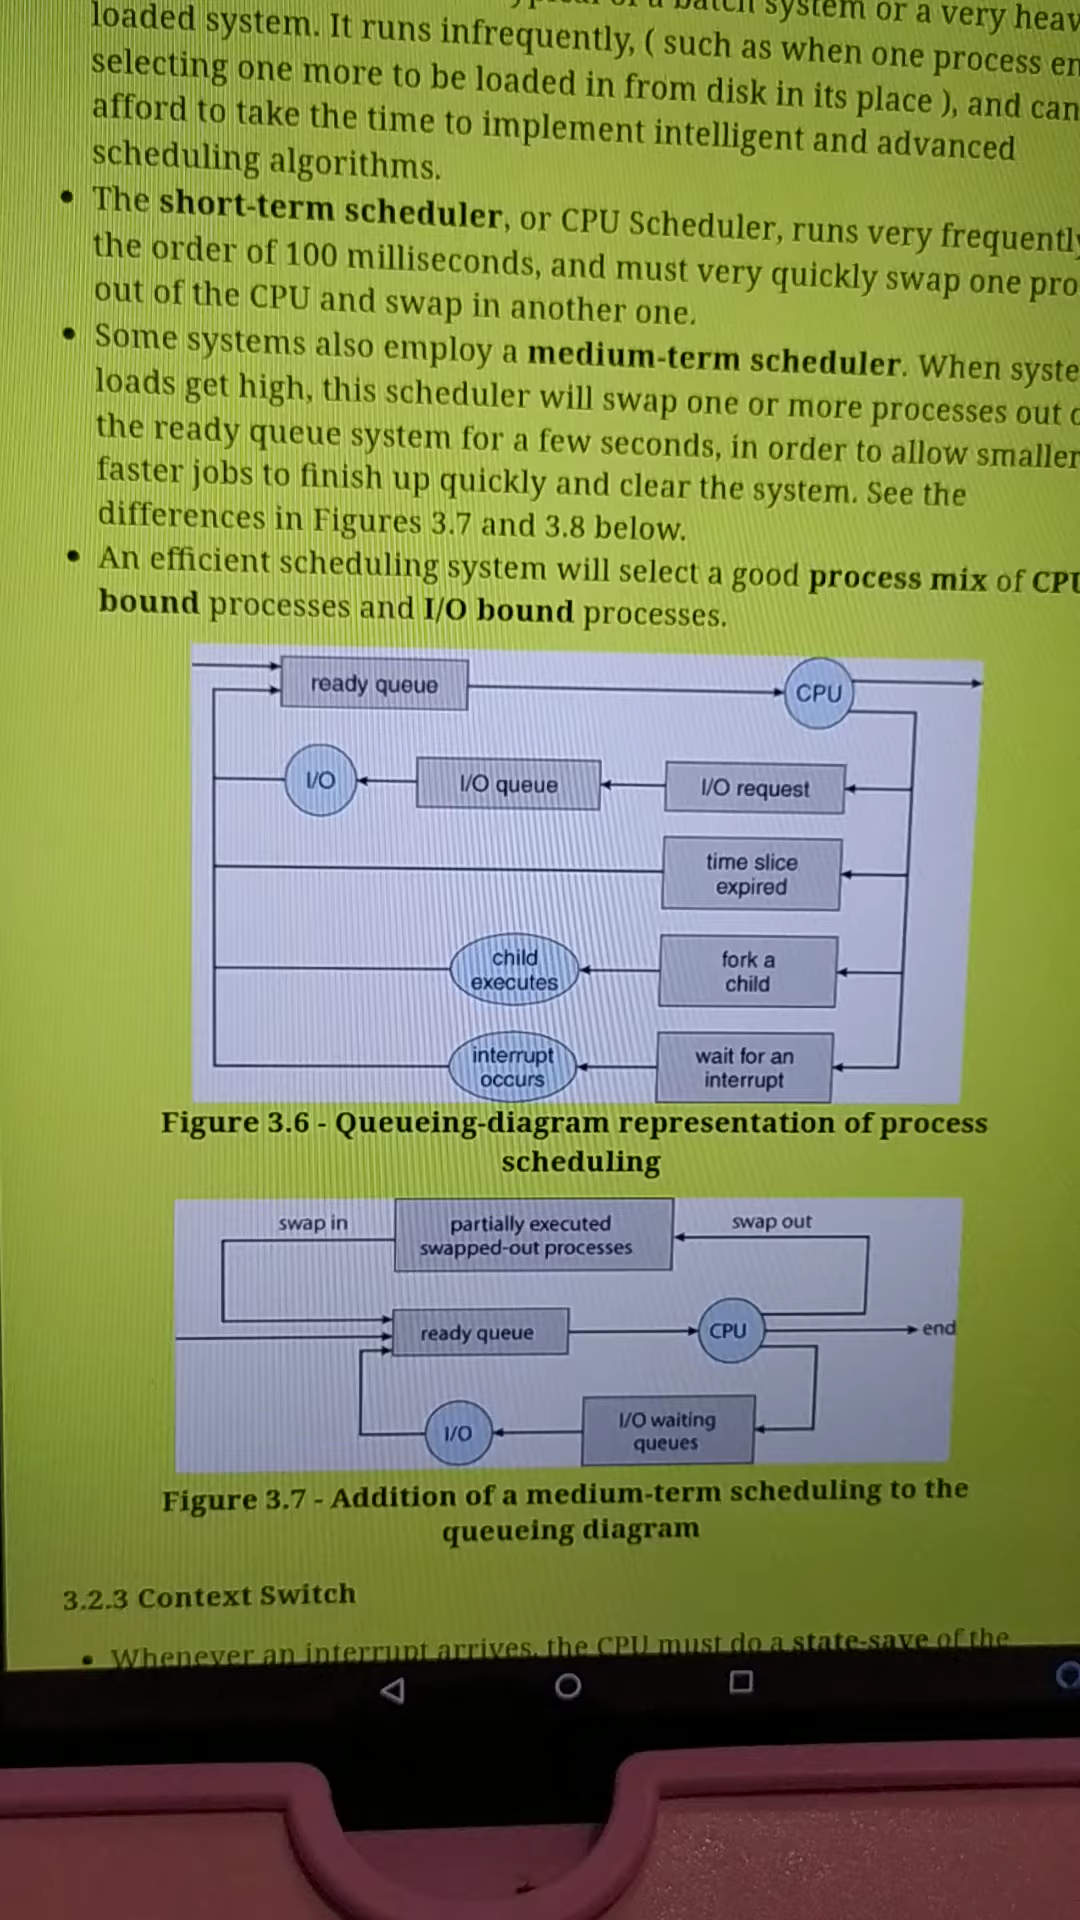 batch system or a very heav
loaded system. It runs infrequently, ( such as when one process en
selecting one more to be loaded in from disk in its place ), and can
afford to take the time to implement intelligent and advanced
scheduling algorithms.
• The short-term scheduler, or CPU Scheduler, runs very frequently
the order of 100 milliseconds, and must very quickly swap one pro
out of the CPU and swap in another one.
• Some systems also employ a medium-term scheduler. When syste
loads get high, this scheduler will swap one or more processes out o
the ready queue system for a few seconds, in order to allow smaller
faster jobs to finish up quickly and clear the system. See the
differences in Figures 3.7 and 3.8 below.
• An efficient scheduling system will select a good process mix of CPU
bound processes and I/O bound processes.
ready queue
CPU
I/O
I/O queue
I/O request
time slice
expired
child
executes
fork a
child
interrupt
occurs
wait for an
interrupt
Figure 3.6 - Queueing-diagram representation of process
scheduling
swap in
partially executed
swapped-out processes
swap out
ready queue
CPU
end
I/O
I/O waiting
queues
Figure 3.7 - Addition of a medium-term scheduling to the
queueing diagram
3.2.3 Context Switch
• Whenever an interrupt arrives, the CPU must do a state-save of the